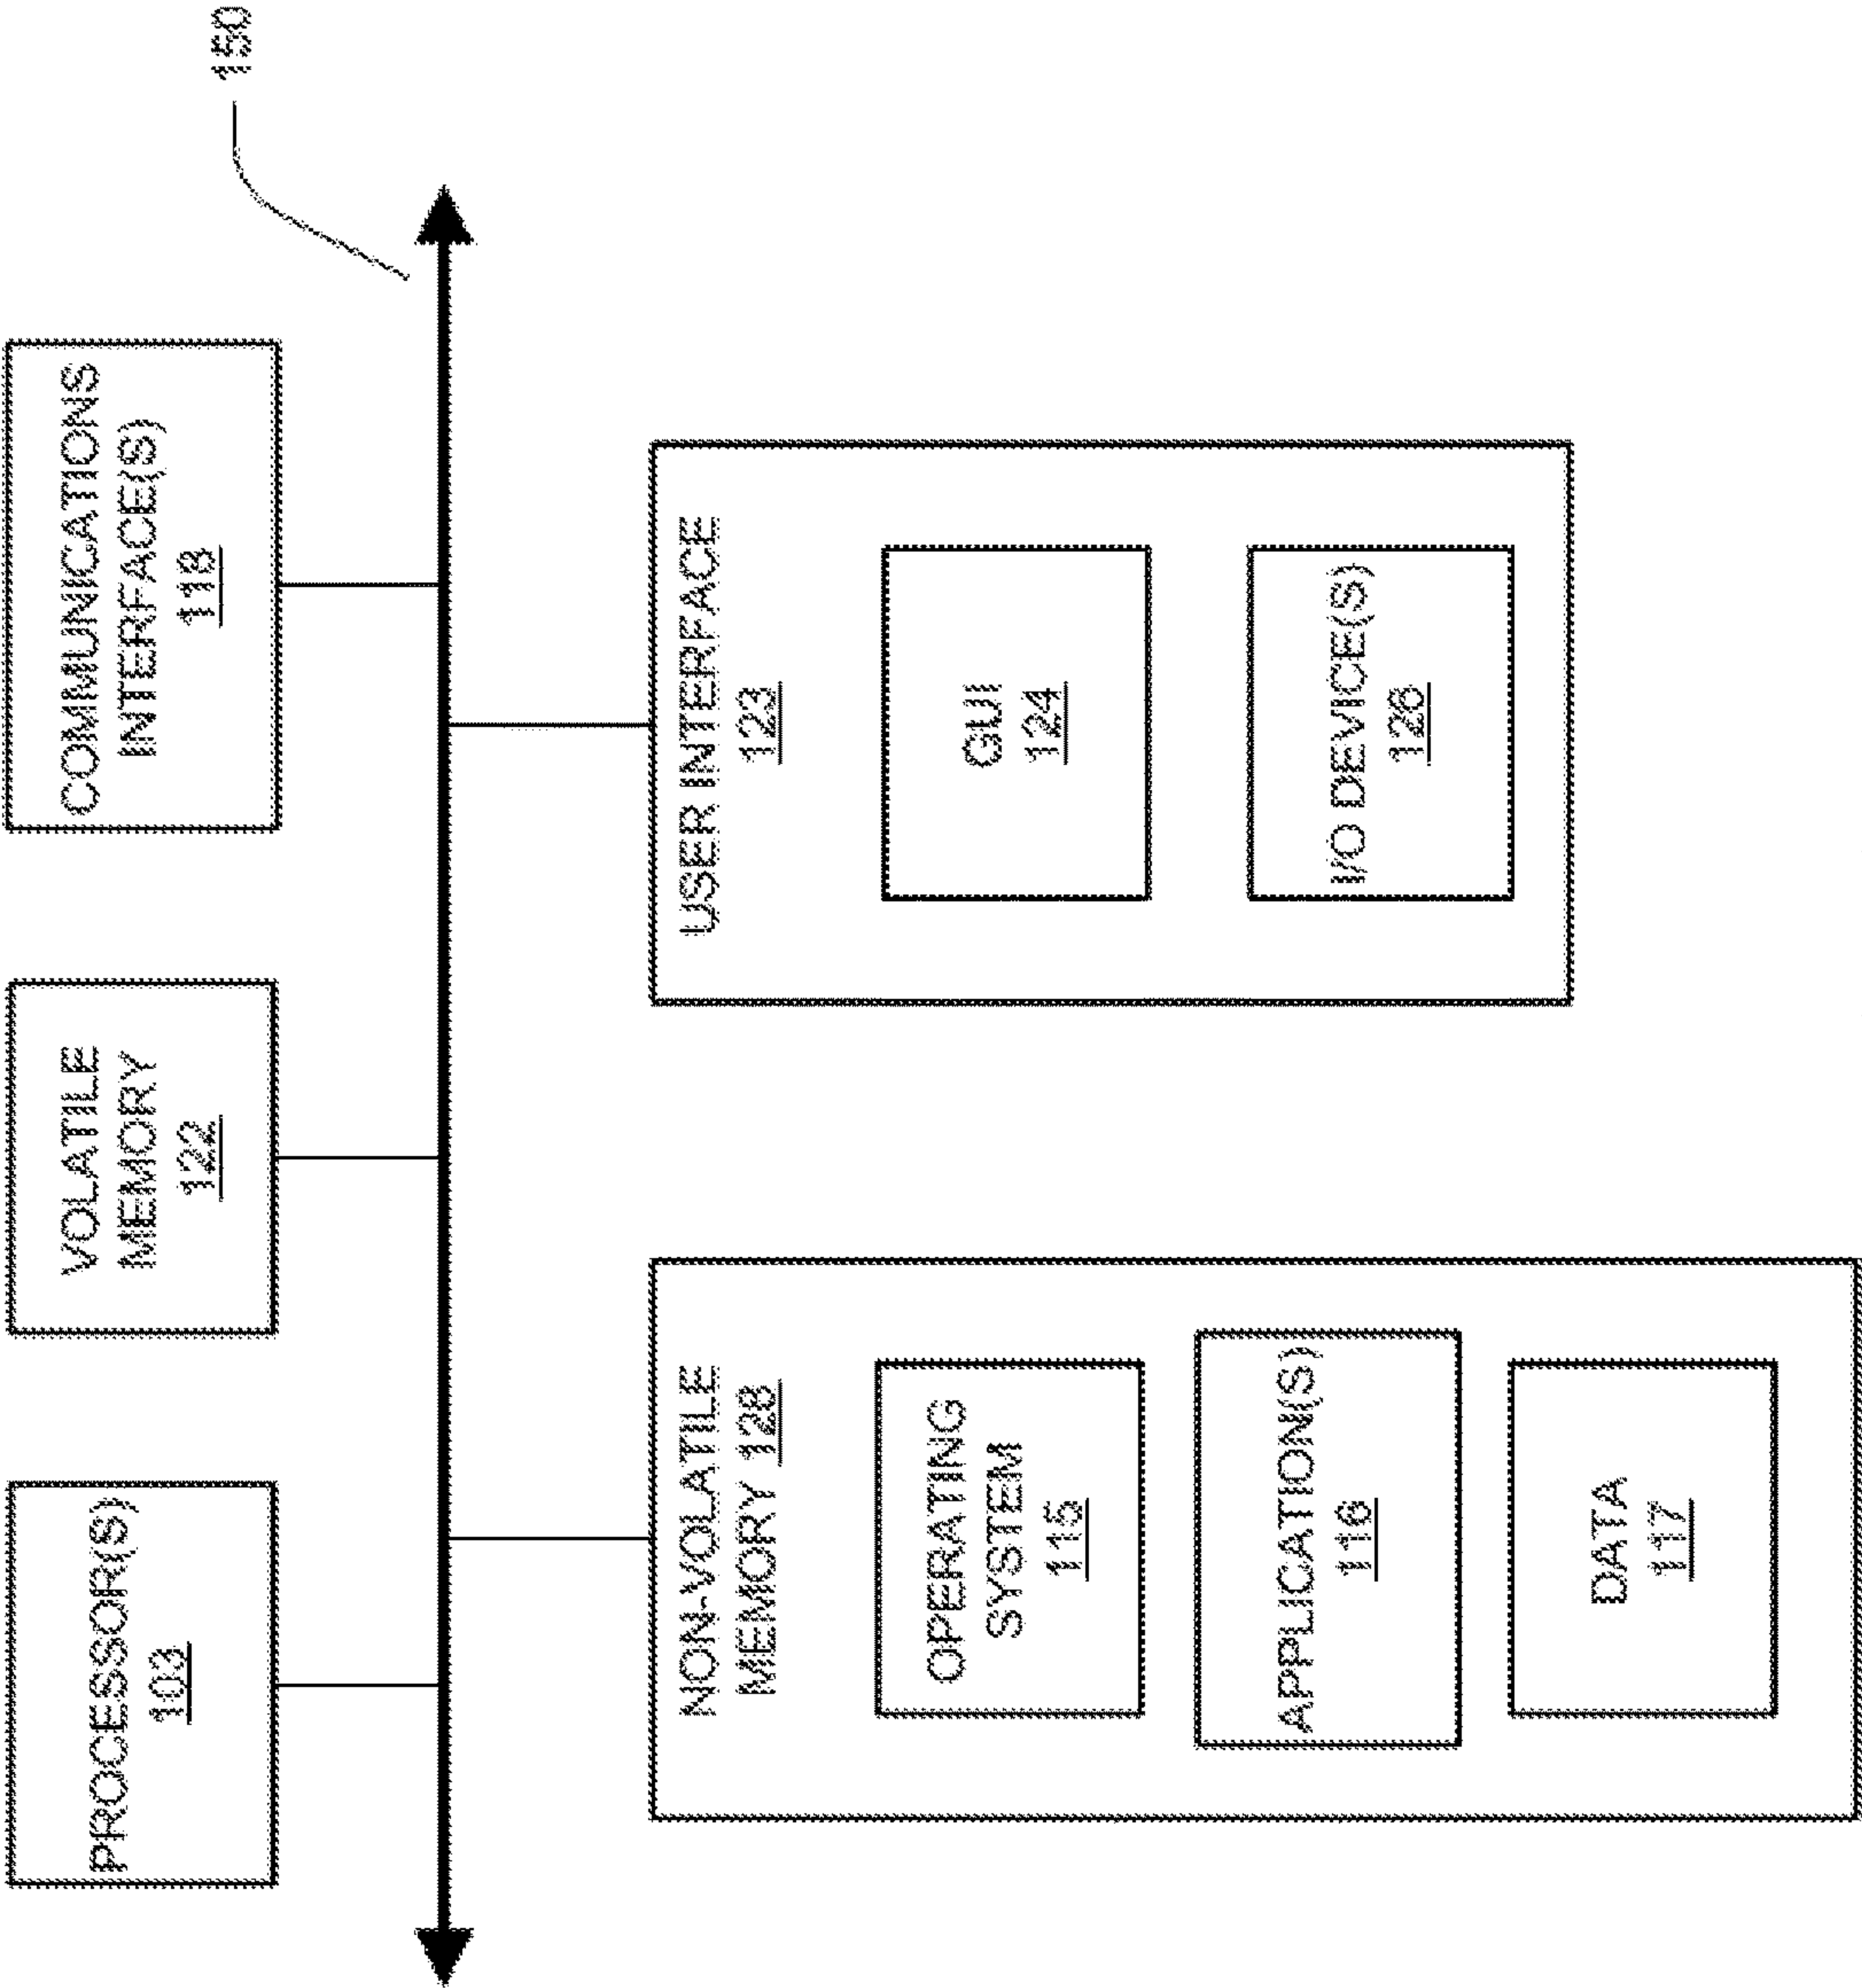 PROCESSOR(S)
103
VOLATILE
MEMORY
122
COMMUNICATIONS
INTERFACE(S)
118
150
NON-VOLATILE
MEMORY 128
OPERATING
SYSTEM
115
APPLICATION(S)
116
DATA
117
USER INTERFACE
123
GUI
124
I/O DEVICE(S)
126